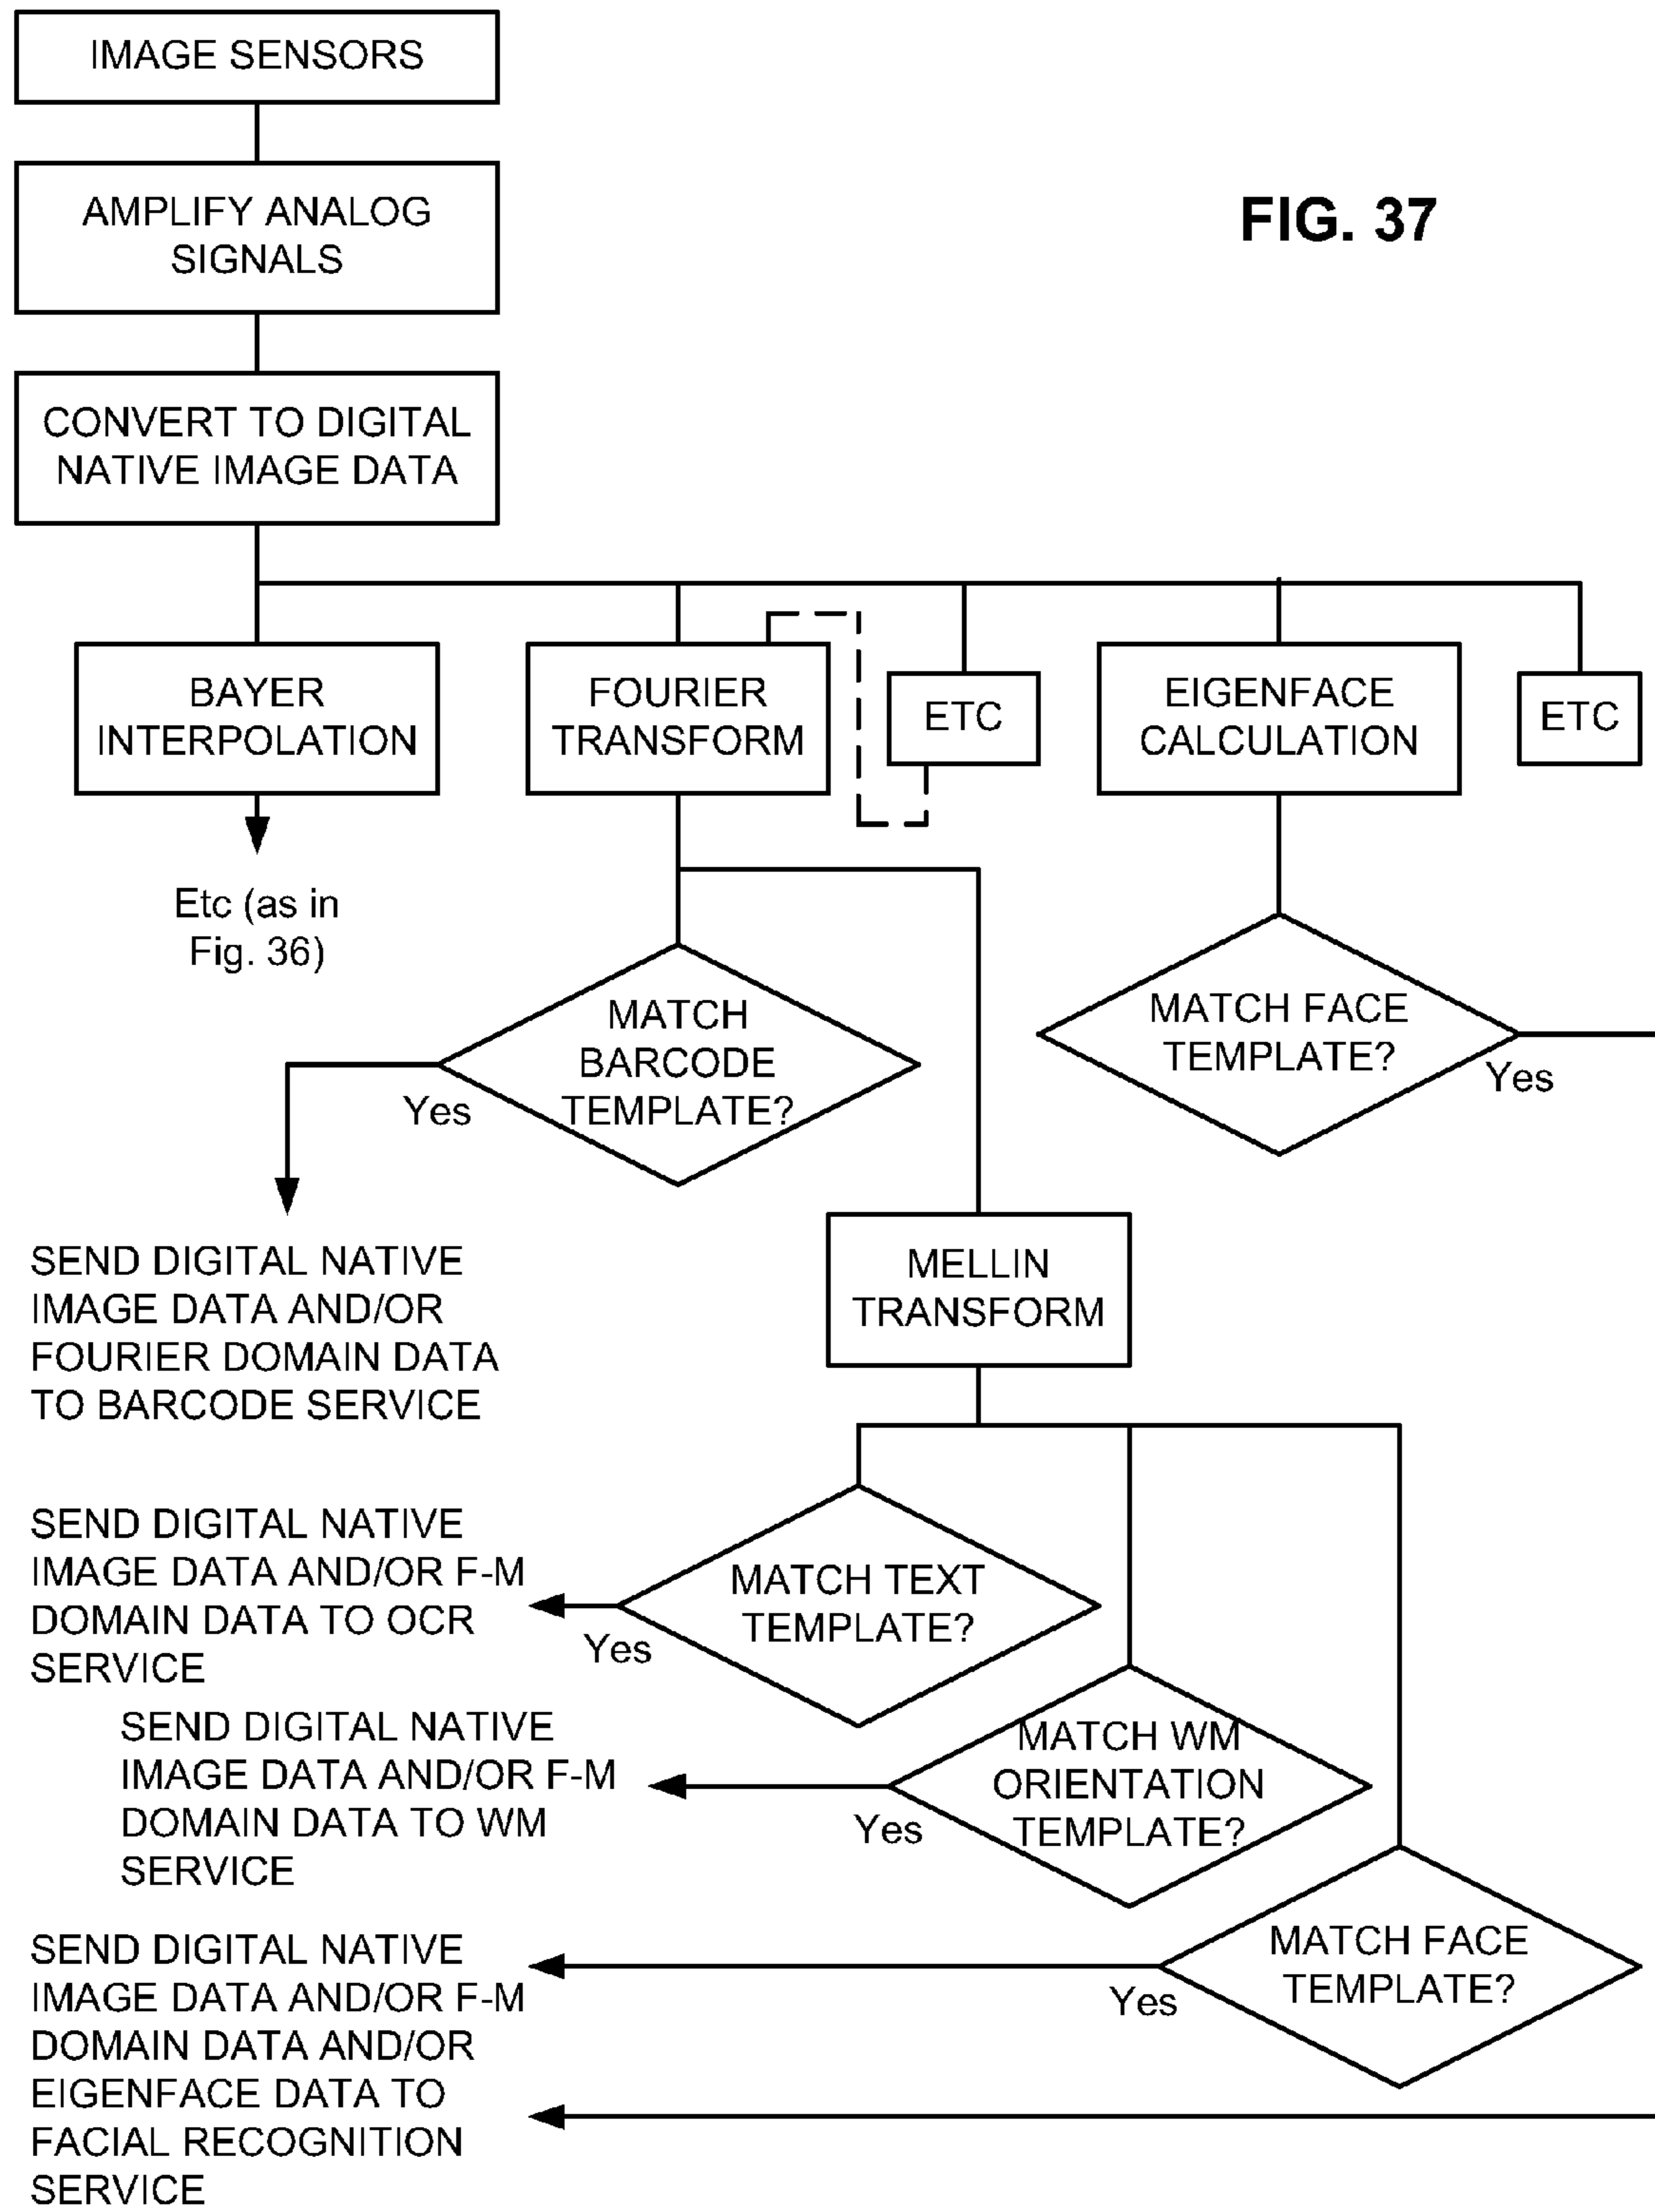 IMAGE SENSORS
AMPLIFY ANALOG
SIGNALS
FIG. 37
CONVERT TO DIGITAL
NATIVE IMAGE DATA
BAYER
INTERPOLATION
FOURIER
TRANSFORM
ETC
EIGENFACE
CALCULATION
ETC
Etc (as in
Fig. 36)
MATCH
BARCODE
TEMPLATE?
Yes
MATCH FACE
TEMPLATE?
Yes
SEND DIGITAL NATIVE
IMAGE DATA AND/OR
FOURIER DOMAIN DATA
TO BARCODE SERVICE
MELLIN
TRANSFORM
SEND DIGITAL NATIVE
IMAGE DATA AND/OR F-M
DOMAIN DATA TO OCR
SERVICE
MATCH TEXT
TEMPLATE?
Yes
SEND DIGITAL NATIVE
IMAGE DATA AND/OR F-M
DOMAIN DATA TO WM
SERVICE
MATCH WM
ORIENTATION
TEMPLATE?
Yes
SEND DIGITAL NATIVE
IMAGE DATA AND/OR F-M
DOMAIN DATA AND/OR
EIGENFACE DATA TO
FACIAL RECOGNITION
SERVICE
MATCH FACE
TEMPLATE?
Yes